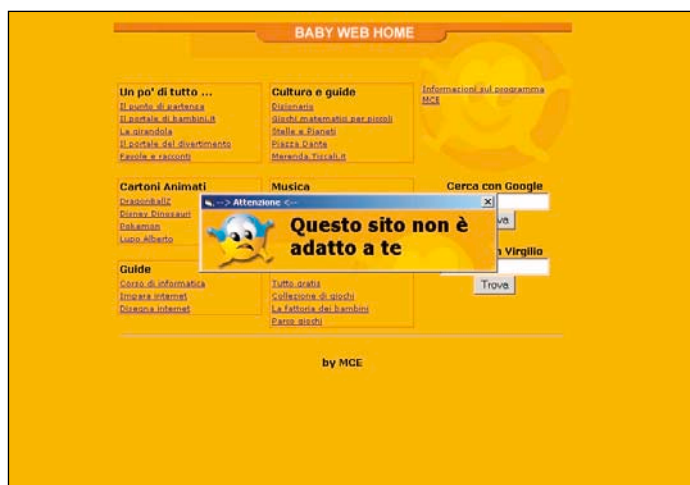 BABY WEB HOME
Un po' di tutto ...
Il punto di partenza
Il portale di bambini.it
La girandola
Il portale del divertimento
Favole e racconti
Cultura e guide
Dizionario
Giochi matematici per piccoli
Stelle e Pianeti
Piazza Dante
Merenda Tiscali.it
Informazioni sul programma
MCE
Cartoni Animati
DragonballZ
Disney Dinosauri
Pokemon
Lupo Alberto
Musica
Cerca con Google
--> Attenzione <--
Questo sito non è
adatto a te
Virgilio
Trova
Guide
Corso di informatica
Impara internet
Disegna internet
Tutto gratis
Collezione di giochi
La fattoria dei bambini
Parso giochi
by MCE